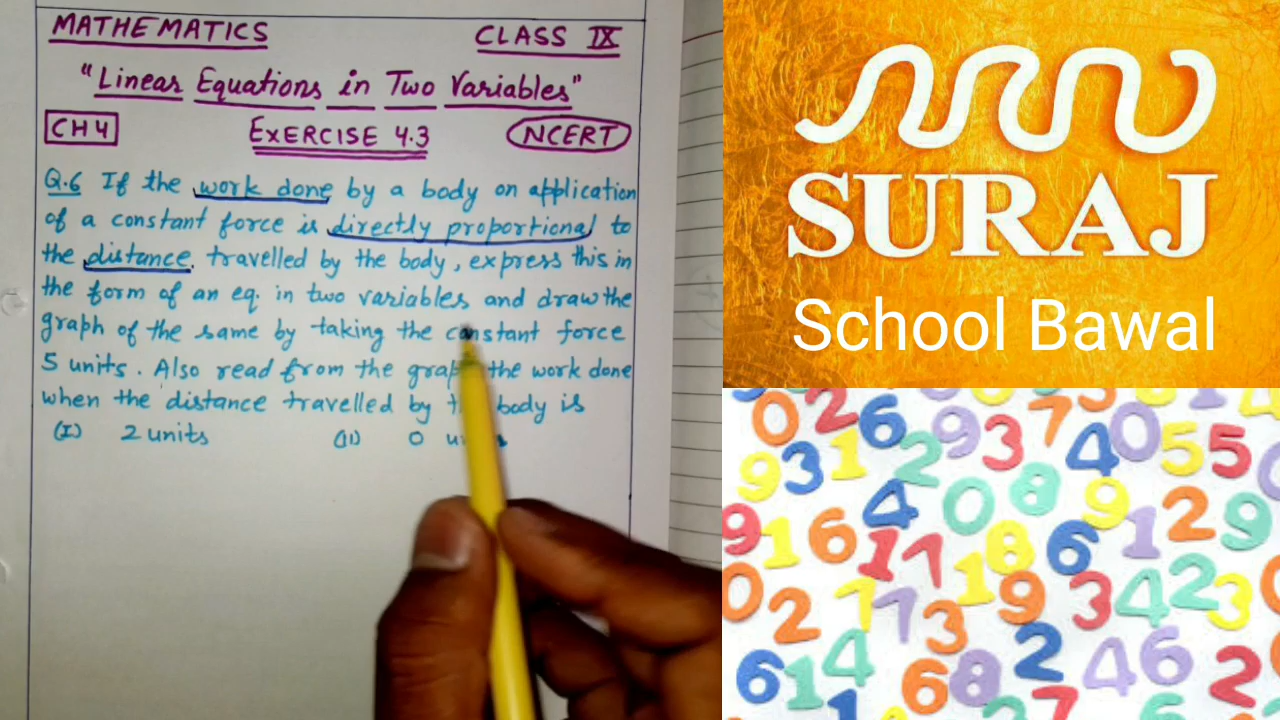 MATHEMATICS CLASS IX
"Linear Equations in Two Variables"
CH 4 EXERCISE 4.3 NCERT
Q.6 If the work done by a body on application
of a constant force is directly proportional to
the distance travelled by the body, express this in
the form of an eq. in two variables and draw the
graph of the same by taking the constant force
5 units. Also read from the graph the work done
when the distance travelled by the body is
(I) 2 units (II) 0 units
SURAJ
School Bawal